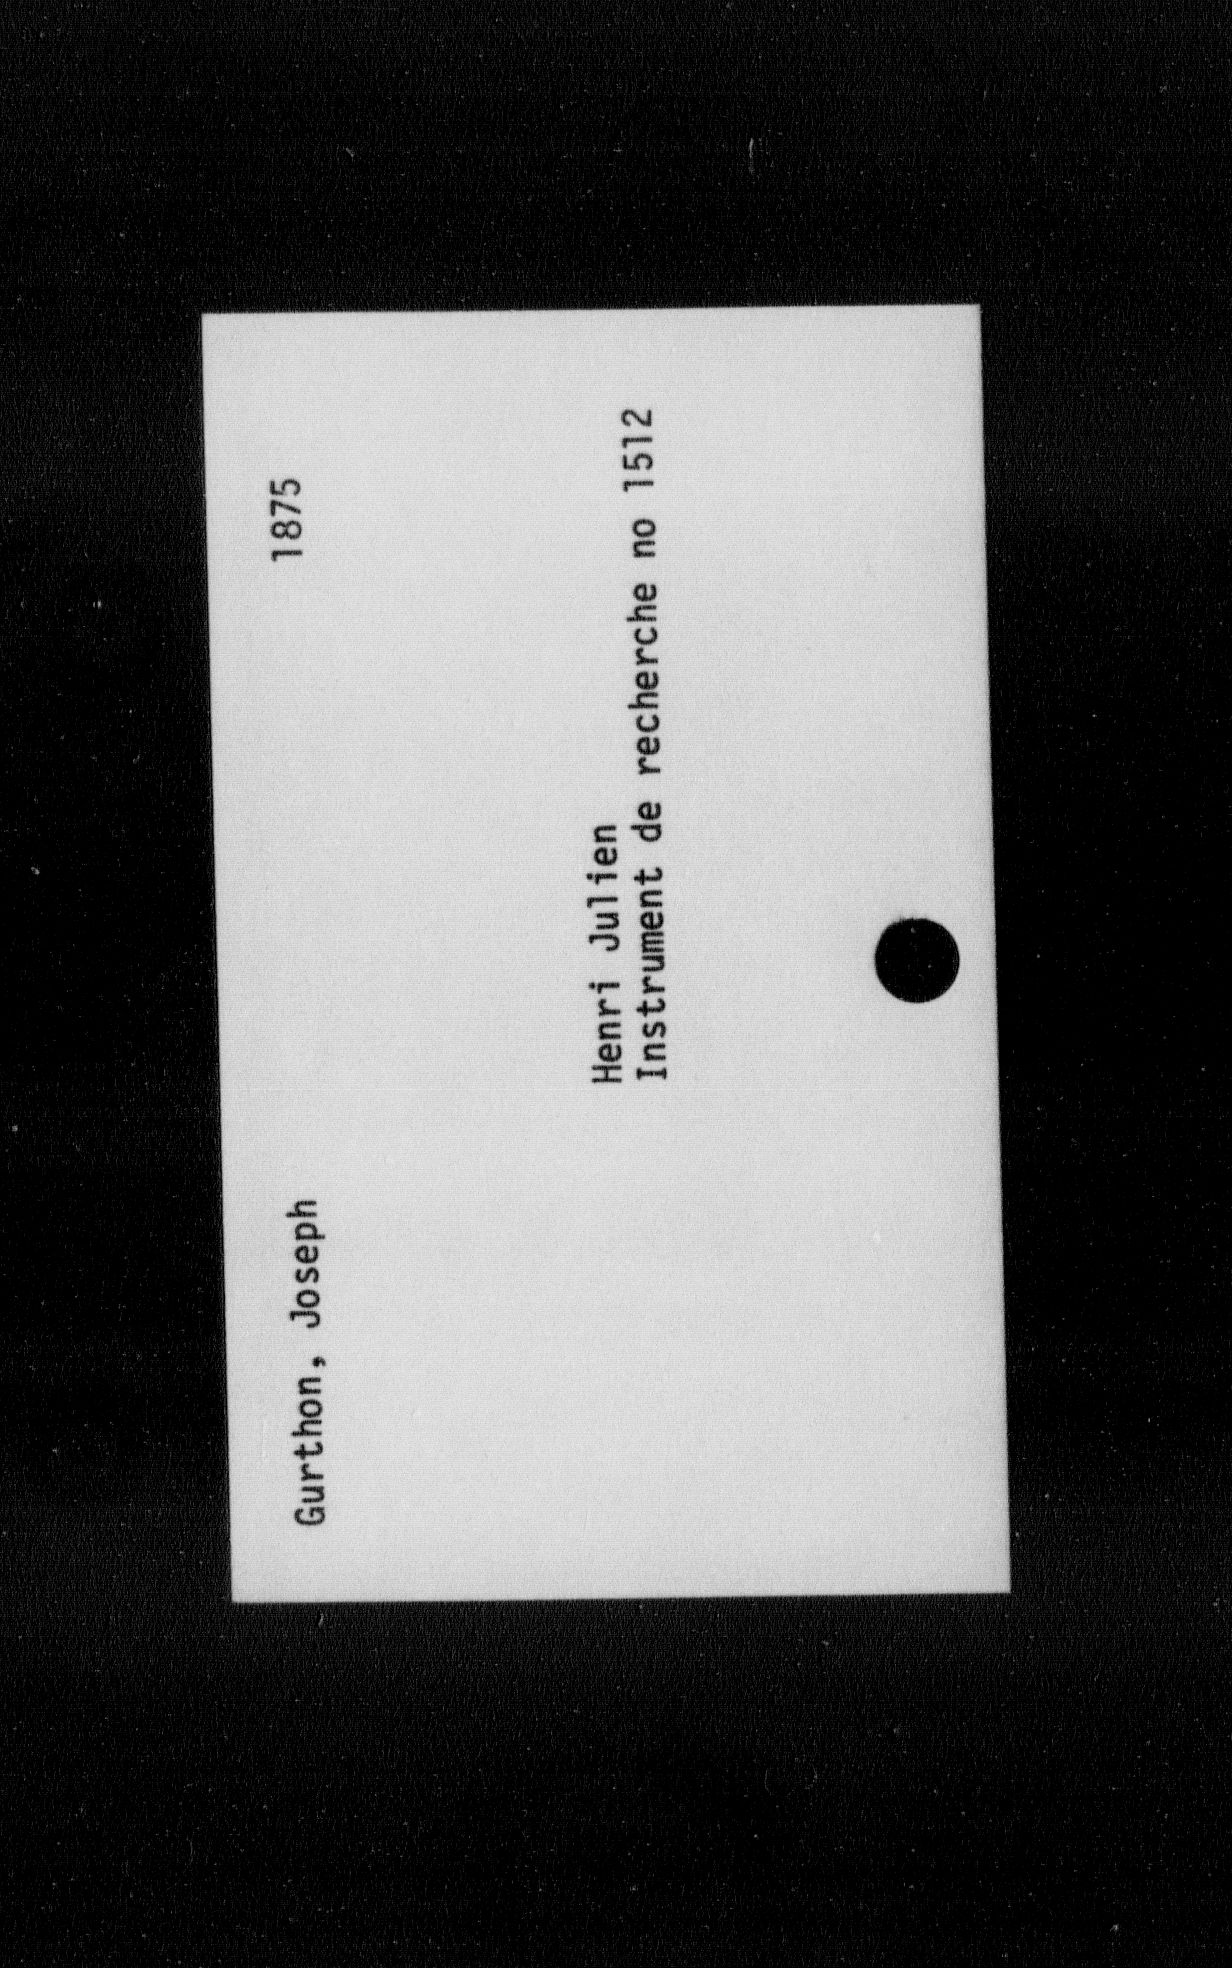 Gurthon, Joseph 1875
Henri Julien
Instrument de recherche no 1512